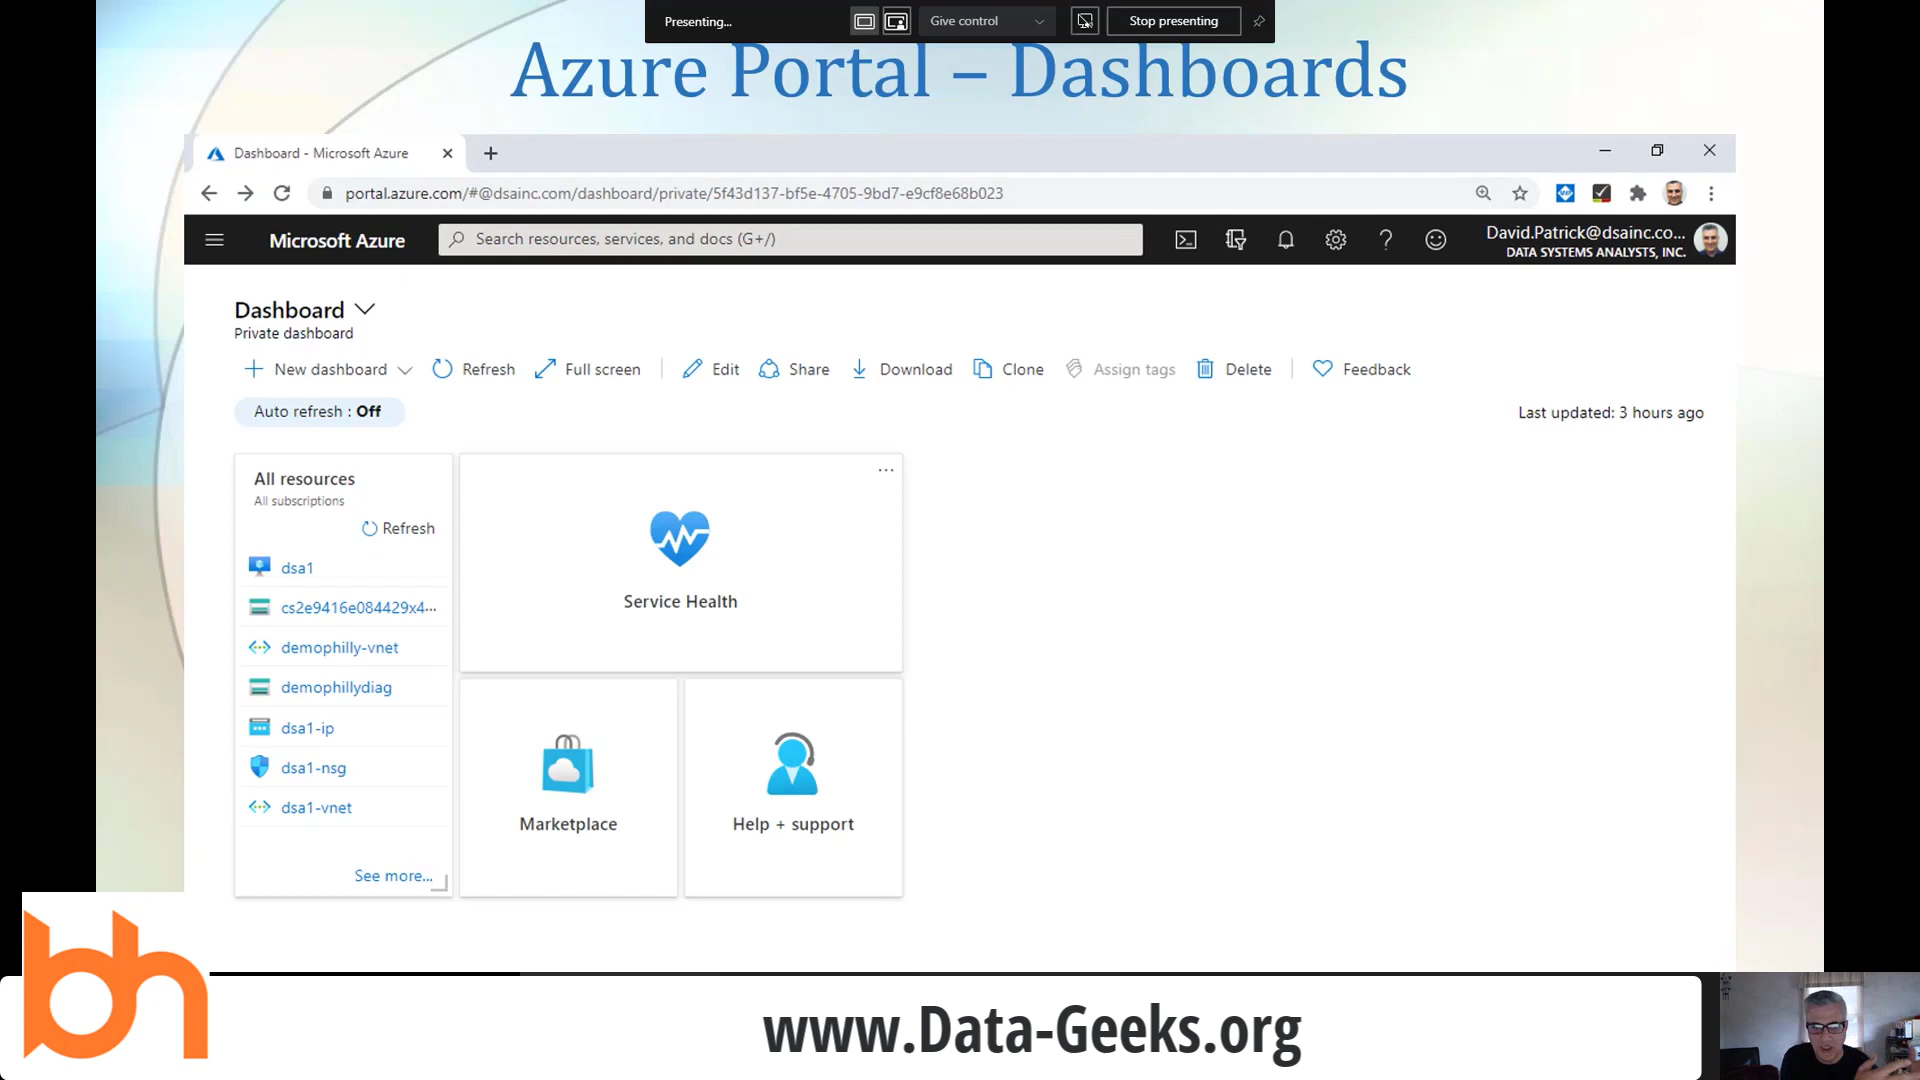 Presenting...
Give control
Stop presenting
Azure Portal – Dashboards
Dashboard - Microsoft Azure
portal.azure.com/#@dsainc.com/dashboard/private/5f43d137-bf5e-4705-9bd7-e9cf8e68b023
Microsoft Azure
Search resources, services, and docs (G+/)
David.Patrick@dsainc.co...
DATA SYSTEMS ANALYSTS, INC.
Dashboard
Private dashboard
New dashboard
Refresh
Full screen
Edit
Share
Download
Clone
Assign tags
Delete
Feedback
Auto refresh : Off
Last updated: 3 hours ago
All resources
All subscriptions
Refresh
dsa1
cs2e9416e084429x4...
demophilly-vnet
demophillydiag
dsa1-ip
dsa1-nsg
dsa1-vnet
See more...
Service Health
Marketplace
Help + support
bh
www.Data-Geeks.org